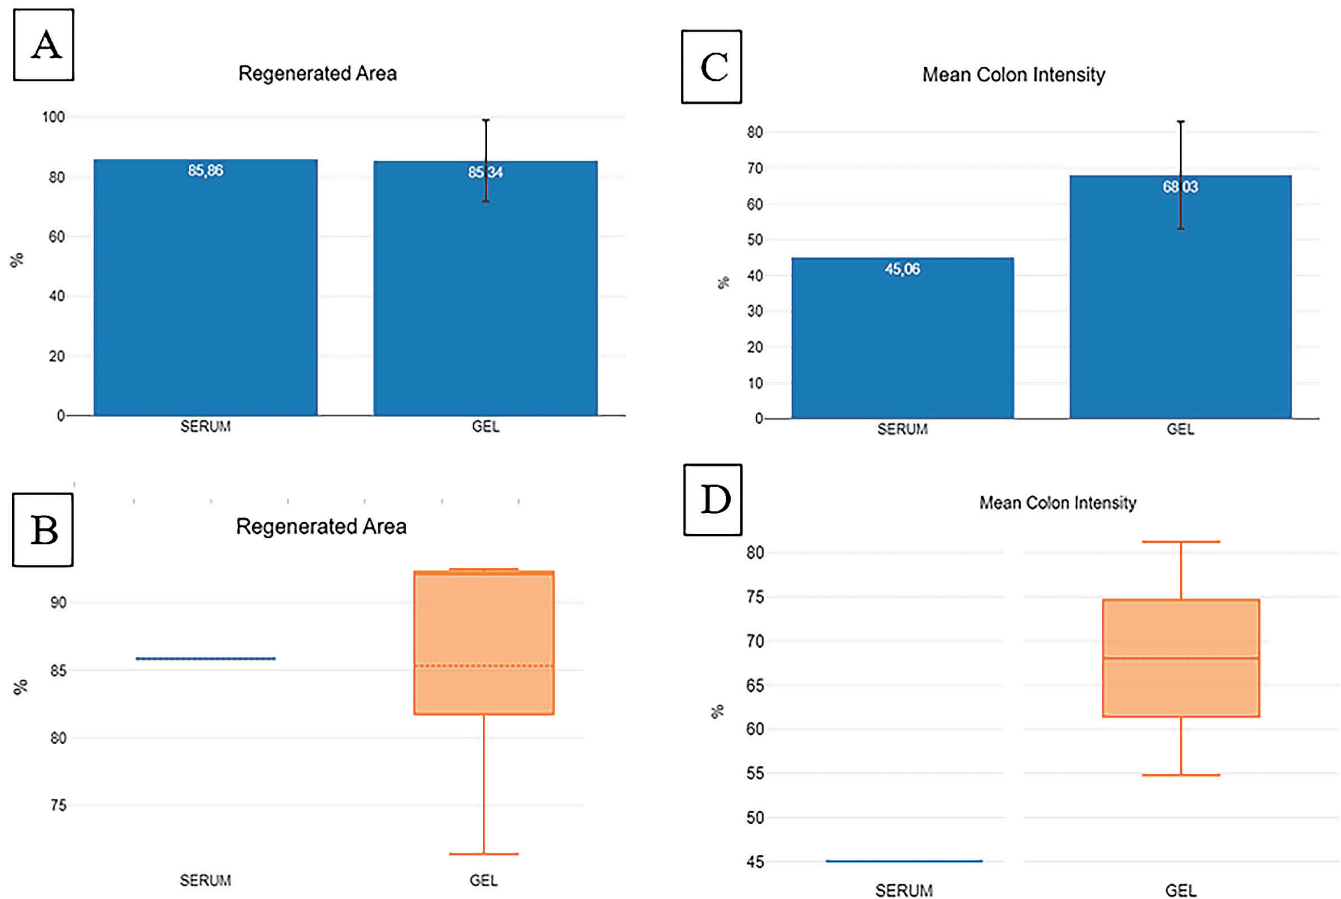 A
Regenerated Area
100
80
60
40
20
0
%
85,86
85,34
SERUM GEL
B
Regenerated Area
90
85
80
75
%
SERUM GEL
C
Mean Colon Intensity
80
70
60
50
40
30
20
10
0
%
68,03
45,06
SERUM GEL
D
Mean Colon Intensity
80
75
70
65
60
55
50
45
%
SERUM GEL